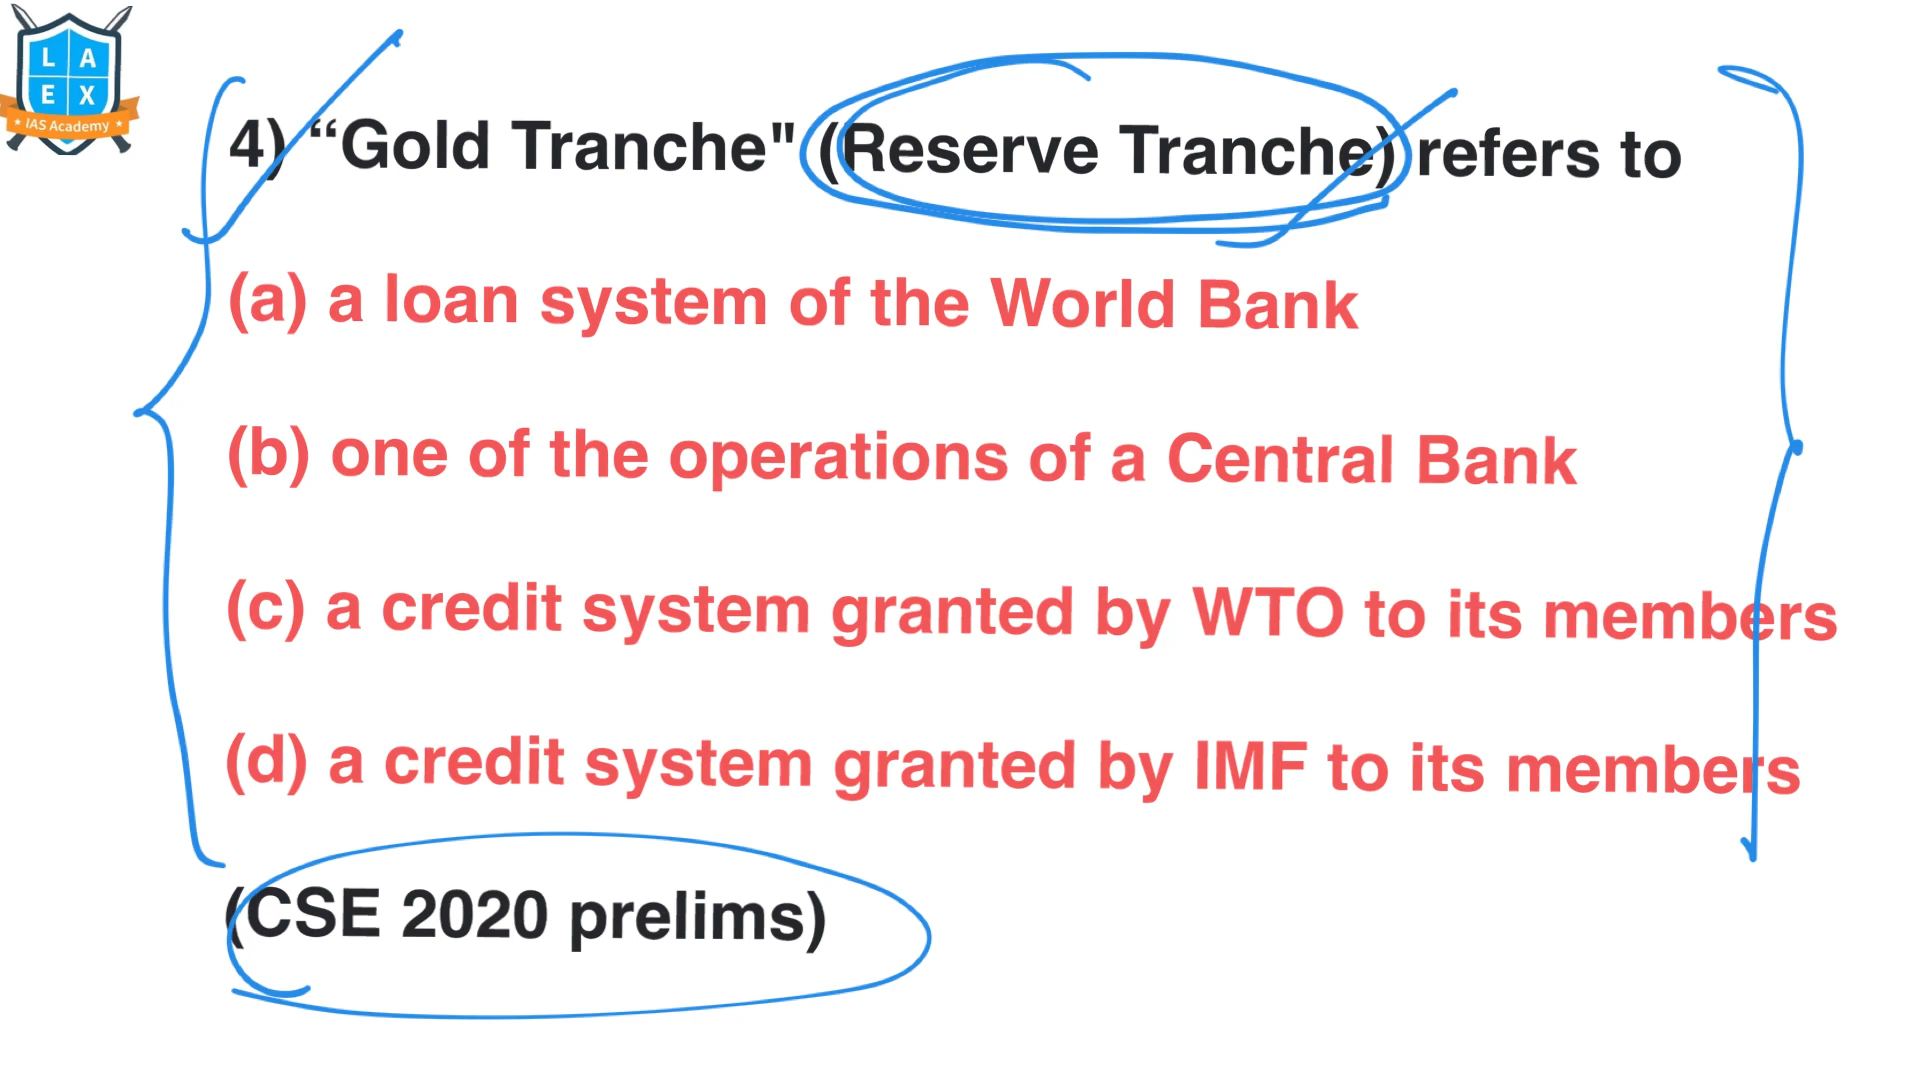 L A
E X
IAS Academy
4) “Gold Tranche" (Reserve Tranche) refers to
(a) a loan system of the World Bank
(b) one of the operations of a Central Bank
(c) a credit system granted by WTO to its members
(d) a credit system granted by IMF to its members
(CSE 2020 prelims)